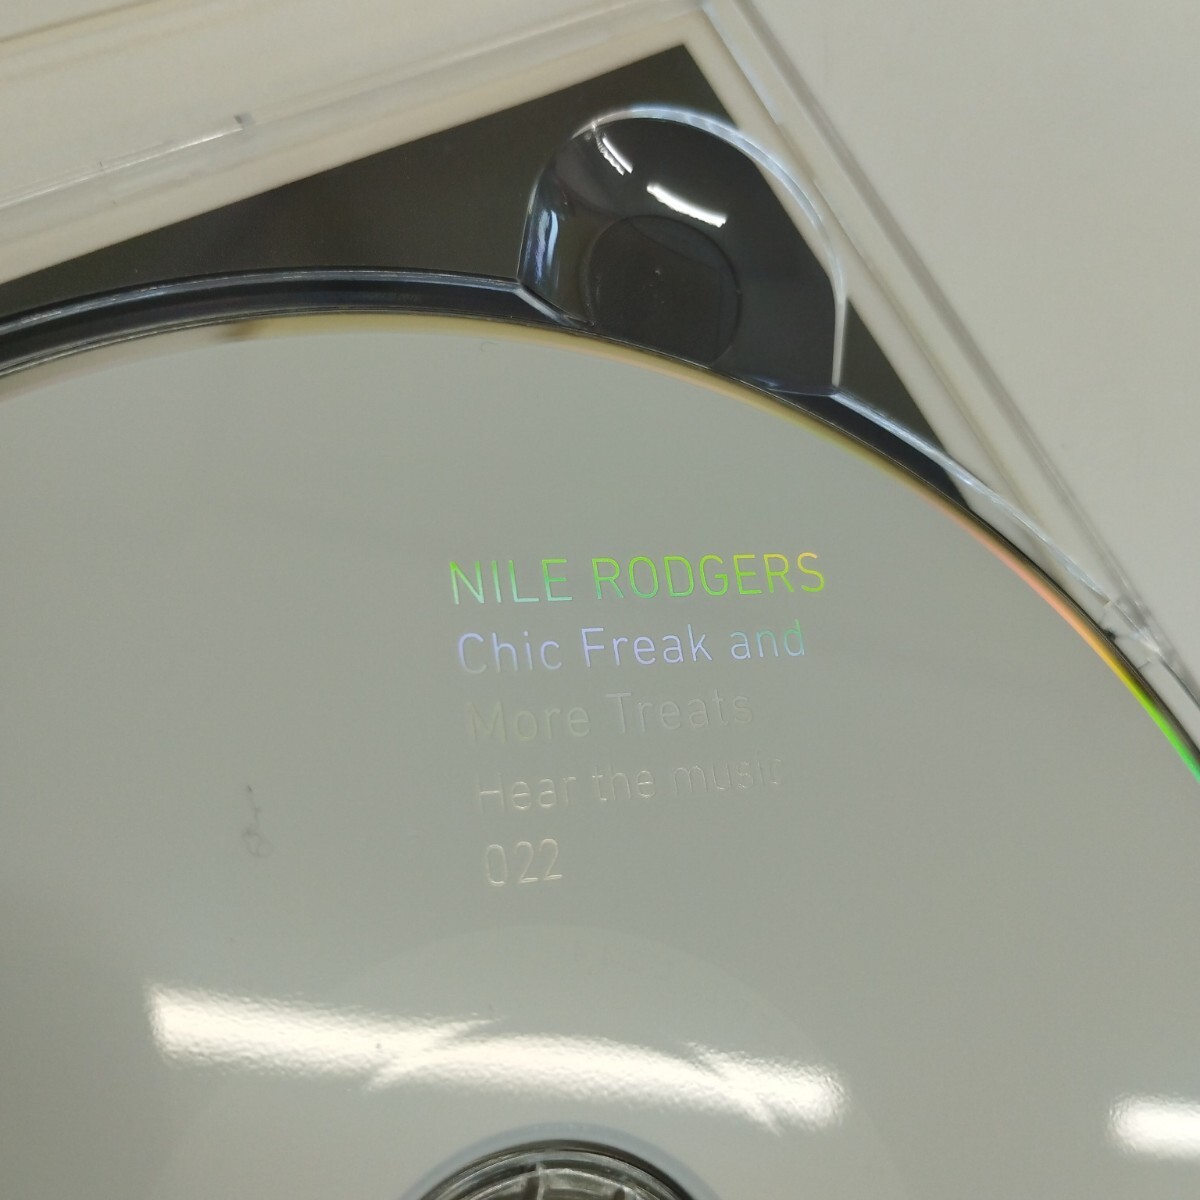 NILE RODGERS
Chic Freak and
More Treats
Hear the music
022